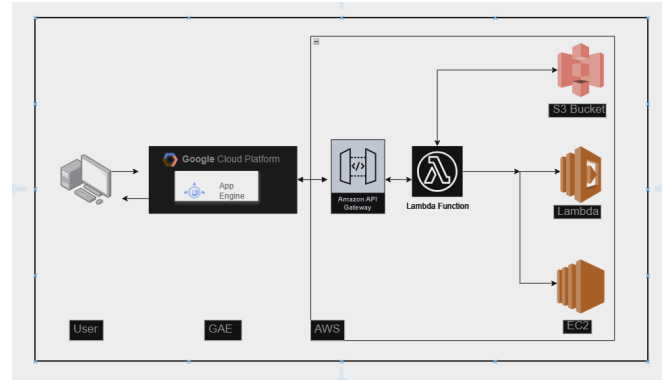 S3 Bucket
Google Cloud Platform
App
Engine
</>
Amazon API
Gateway
λ
Lambda Function
Lambda
User
GAE
AWS
EC2